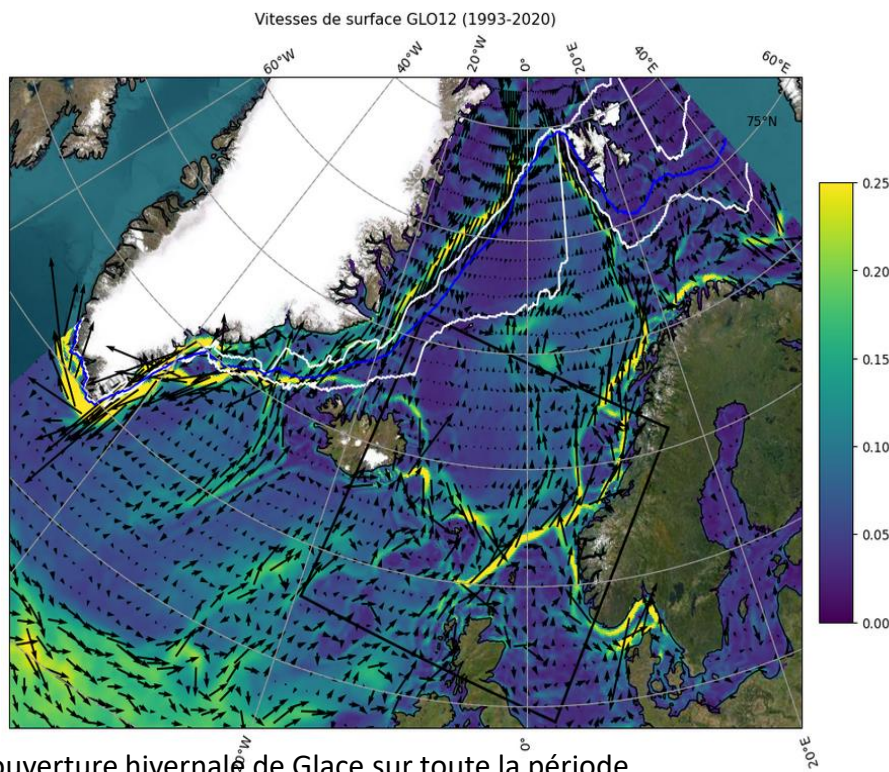 Vitesses de surface GLO12 (1993-2020)
60°W
40°W
20°W
0°
20°E
40°E
60°E
75°N
0.25
0.20
0.15
0.10
0.05
0.00
0°
20°E
ouverture hivernale de Glace sur toute la période